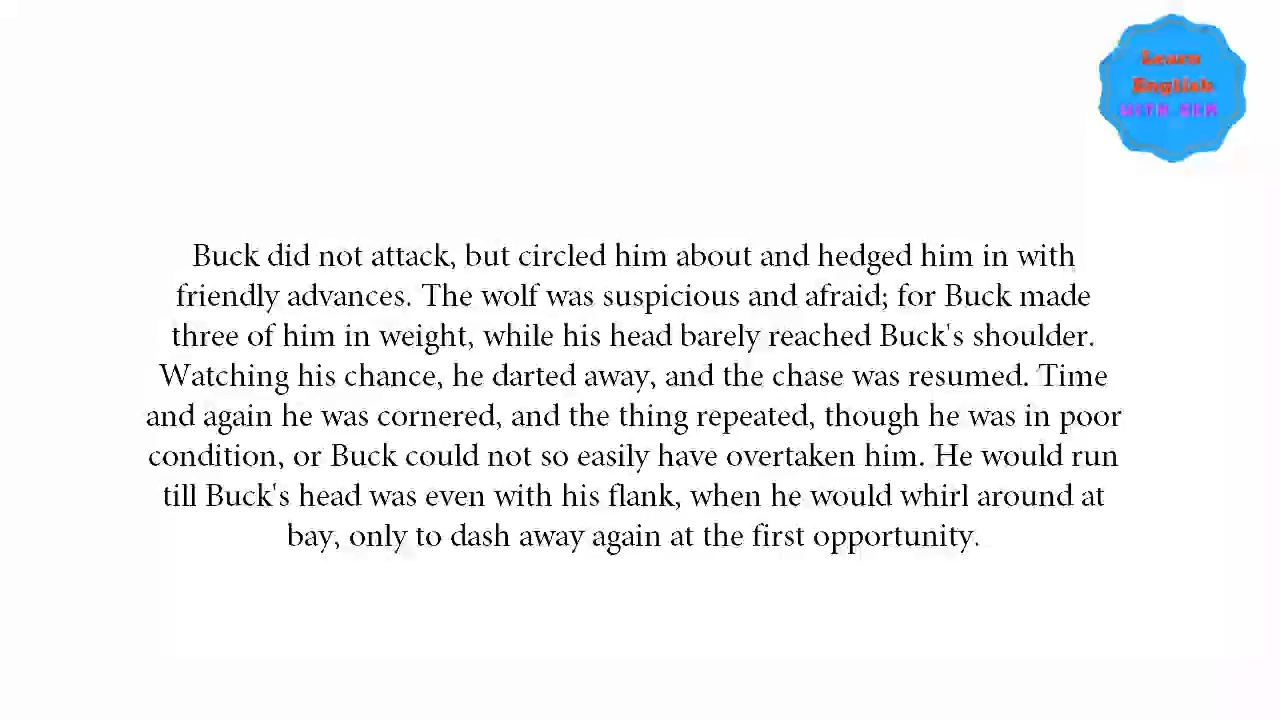 Learn
English
WITH HEM
Buck did not attack, but circled him about and hedged him in with
friendly advances. The wolf was suspicious and afraid; for Buck made
three of him in weight, while his head barely reached Buck's shoulder.
Watching his chance, he darted away, and the chase was resumed. Time
and again he was cornered, and the thing repeated, though he was in poor
condition, or Buck could not so easily have overtaken him. He would run
till Buck's head was even with his flank, when he would whirl around at
bay, only to dash away again at the first opportunity.